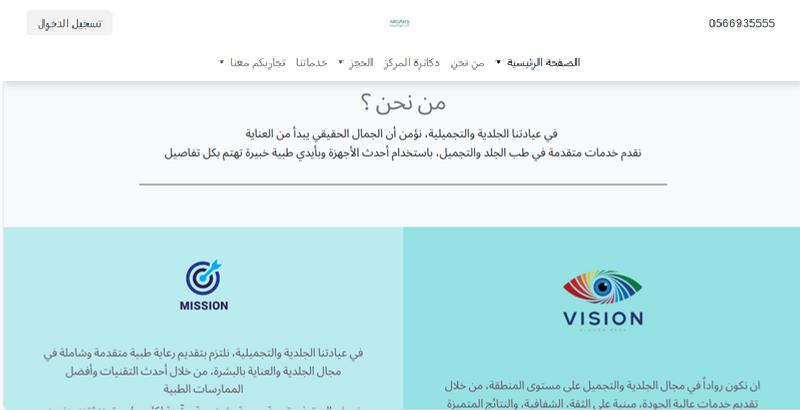 تسجيل الدخول
0566935555
الصفحة الرئيسية
من نحن
دكاترة المركز
الحجز
خدماتنا
تجاربكم معنا
من نحن ؟
في عيادتنا الجلدية والتجميلية، نؤمن أن الجمال الحقيقي يبدأ من العناية
نقدم خدمات متقدمة في طب الجلد والتجميل، باستخدام أحدث الأجهزة وبأيدي طبية خبيرة تهتم بكل تفاصيل
VISION
ان نكون رواداً في مجال الجلدية والتجميل على مستوى المنطقة، من خلال
تقديم خدمات عالية الجودة، مبنية على الثقة، الشفافية، والنتائج المتميزة
MISSION
في عيادتنا الجلدية والتجميلية، نلتزم بتقديم رعاية طبية متقدمة وشاملة في
مجال الجلدية والعناية بالبشرة، من خلال أحدث التقنيات وأفضل
الممارسات الطبية